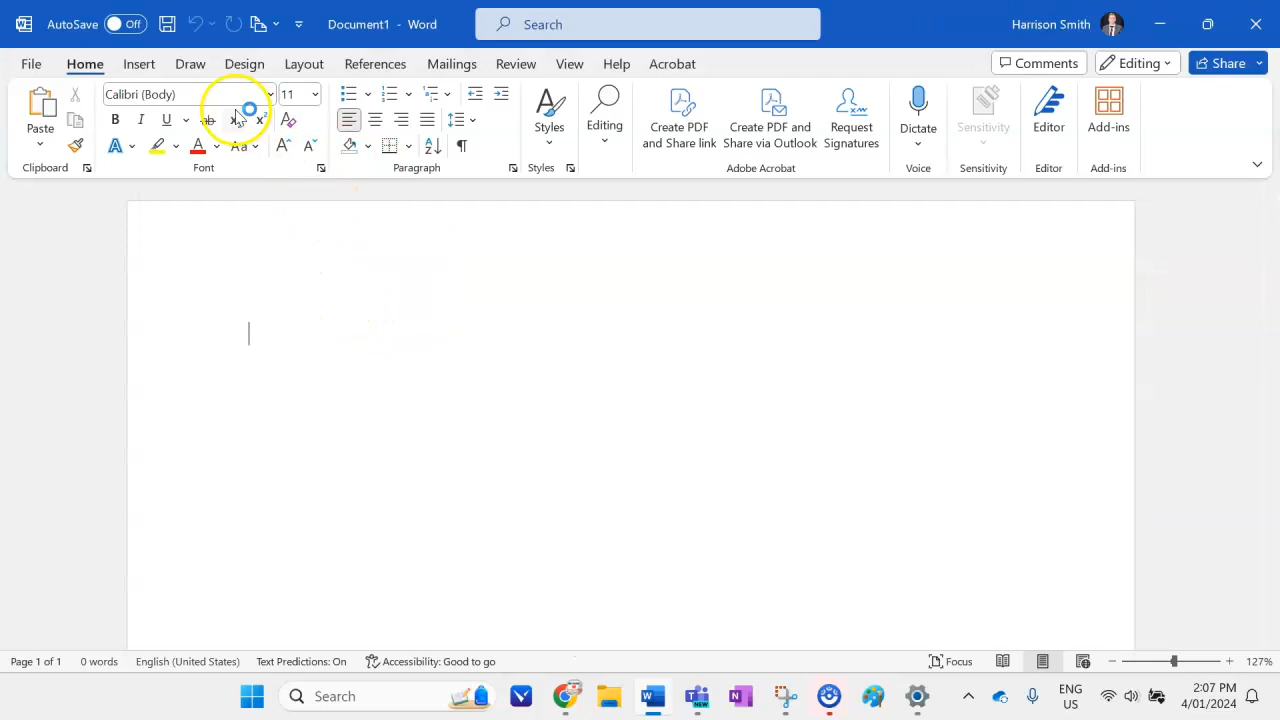 AutoSave Off Document1 - Word Search Harrison Smith
File Home Insert Draw Design Layout References Mailings Review View Help Acrobat Comments Editing Share
Calibri (Body) 11
Paste
Styles
Editing
Create PDF
and Share link
Create PDF and
Share via Outlook
Request
Signatures
Dictate
Sensitivity
Editor
Add-ins
Clipboard Font Paragraph Styles Adobe Acrobat Voice Sensitivity Editor Add-ins
Page 1 of 1 0 words English (United States) Text Predictions: On Accessibility: Good to go Focus 127%
Search
NEW
ENG
US
2:07 PM
4/01/2024